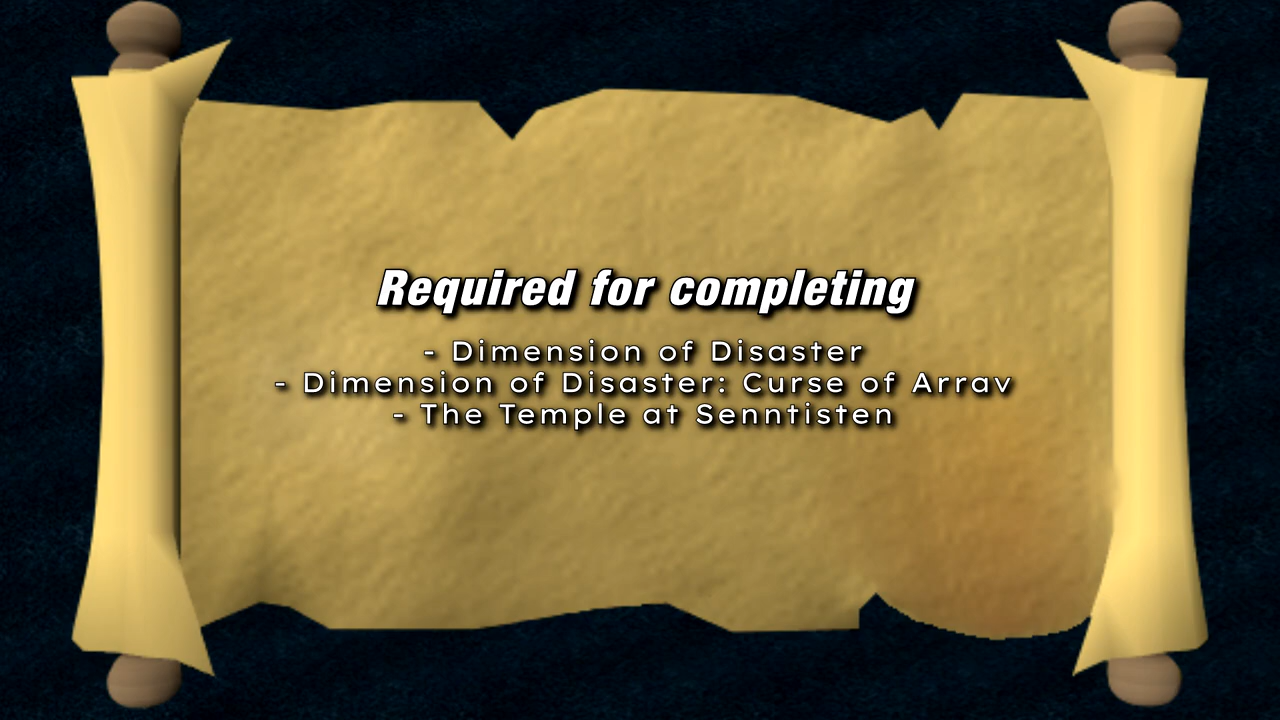 Required for completing
- Dimension of Disaster
- Dimension of Disaster: Curse of Arrav
- The Temple at Senntisten